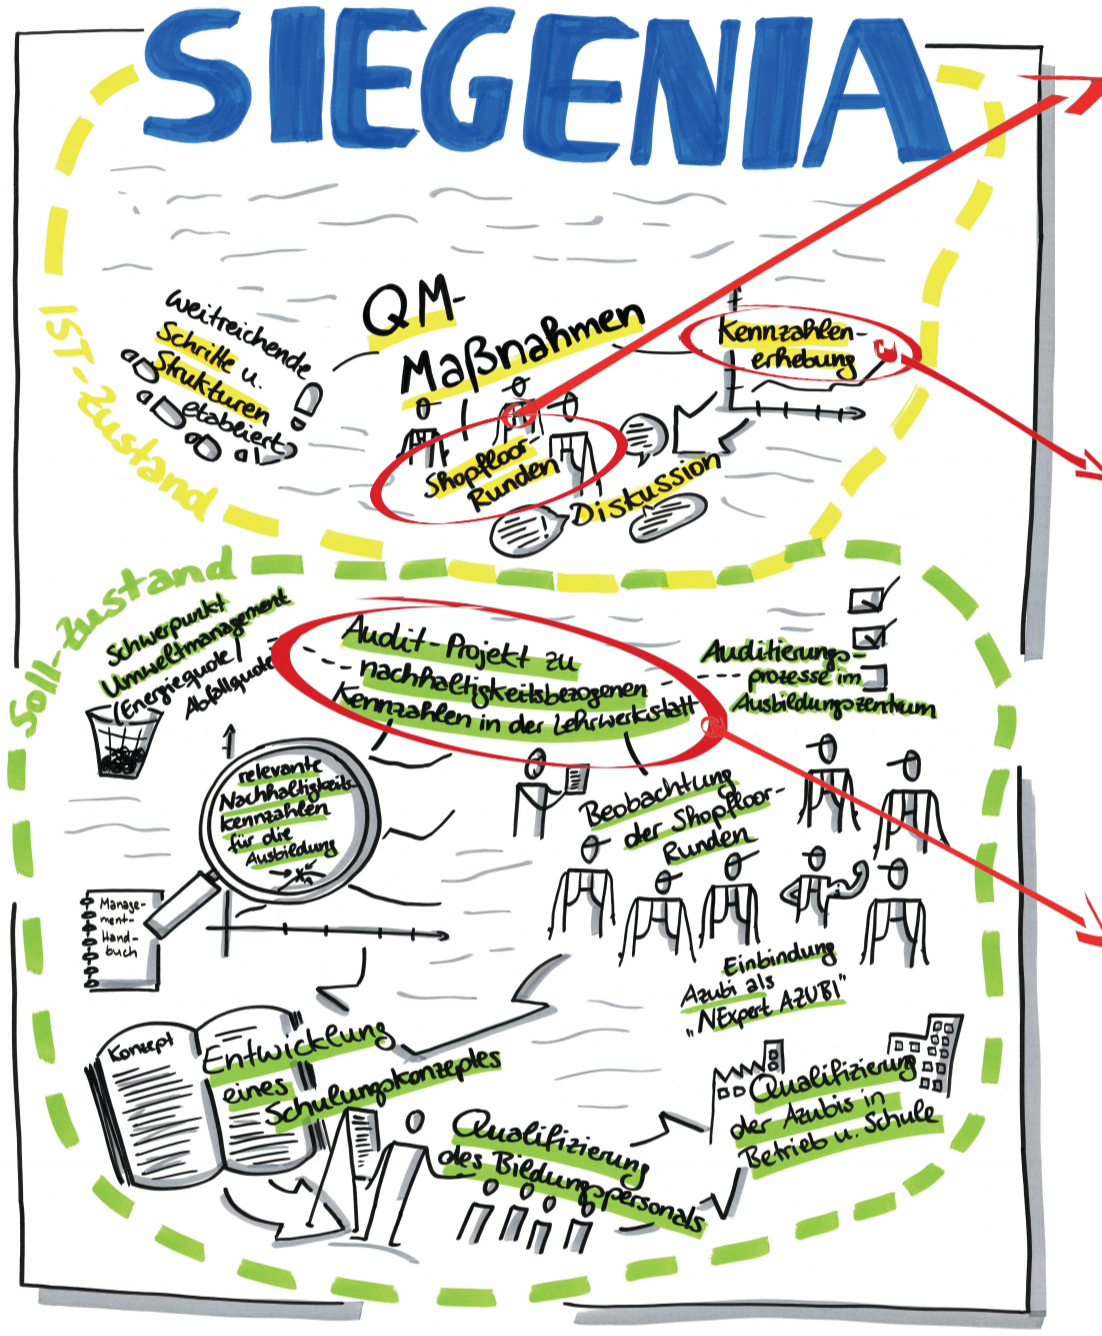 SIEGENIA
IST-Zustand
weitreichende
Schritte u.
Strukturen
etabliert
QM-
Maßnahmen
Kennzahlen-
erhebung
Shopfloor-
Runden
Diskussion
Soll-Zustand
Schwerpunkt
Umweltmanagement
(Energiequote/
Abfallquote
Audit-Projekt zu
nachhaltigkeitsbezogenen
Kennzahlen in der Lehrwerkstatt
Auditierungs-
prozesse im
Ausbildungszentrum
relevante
Nachhaltigkeits-
kennzahlen
für die
Ausbildung
Beobachtung
der Shopfloor-
Runden
Manage-
ment-
Hand-
buch
Einbindung
Azubi als
"NExpert AZUBI"
Konzept
Entwicklung
eines
Schulungskonzeptes
Qualifizierung
des Bildungspersonals
Qualifizierung
der Azubis in
Betrieb u. Schule